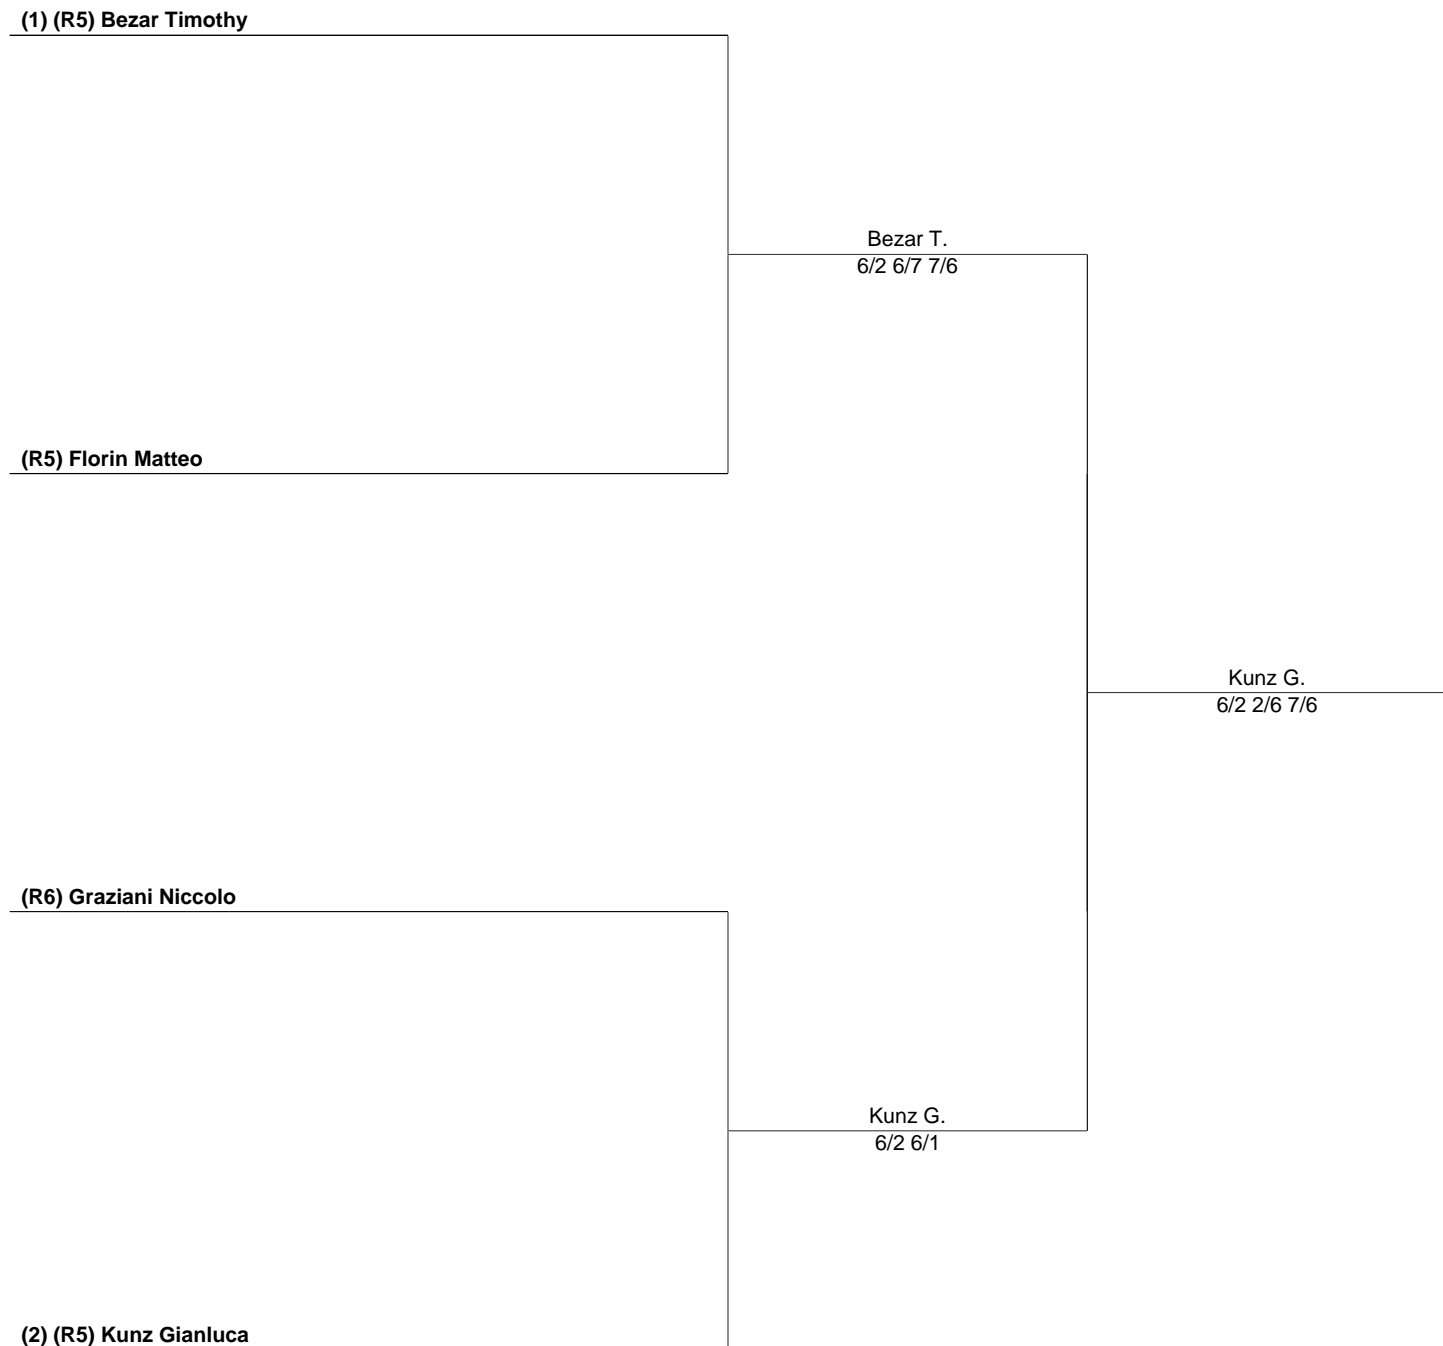 (1) (R5) Bezar Timothy
Bezar T.
6/2 6/7 7/6
(R5) Florin Matteo
Kunz G.
6/2 2/6 7/6
(R6) Graziani Niccolo
Kunz G.
6/2 6/1
(2) (R5) Kunz Gianluca